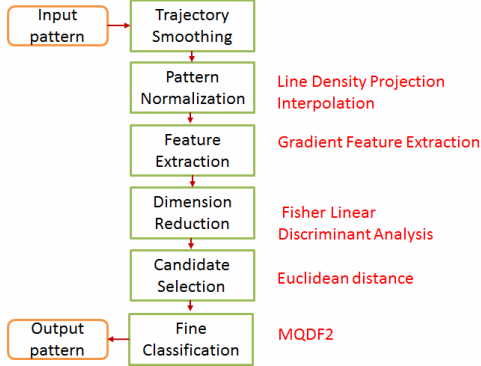 Input
pattern
Trajectory
Smoothing
Pattern
Normalization
Line Density Projection
Interpolation
Feature
Extraction
Gradient Feature Extraction
Dimension
Reduction
Fisher Linear
Discriminant Analysis
Candidate
Selection
Euclidean distance
Output
pattern
Fine
Classification
MQDF2